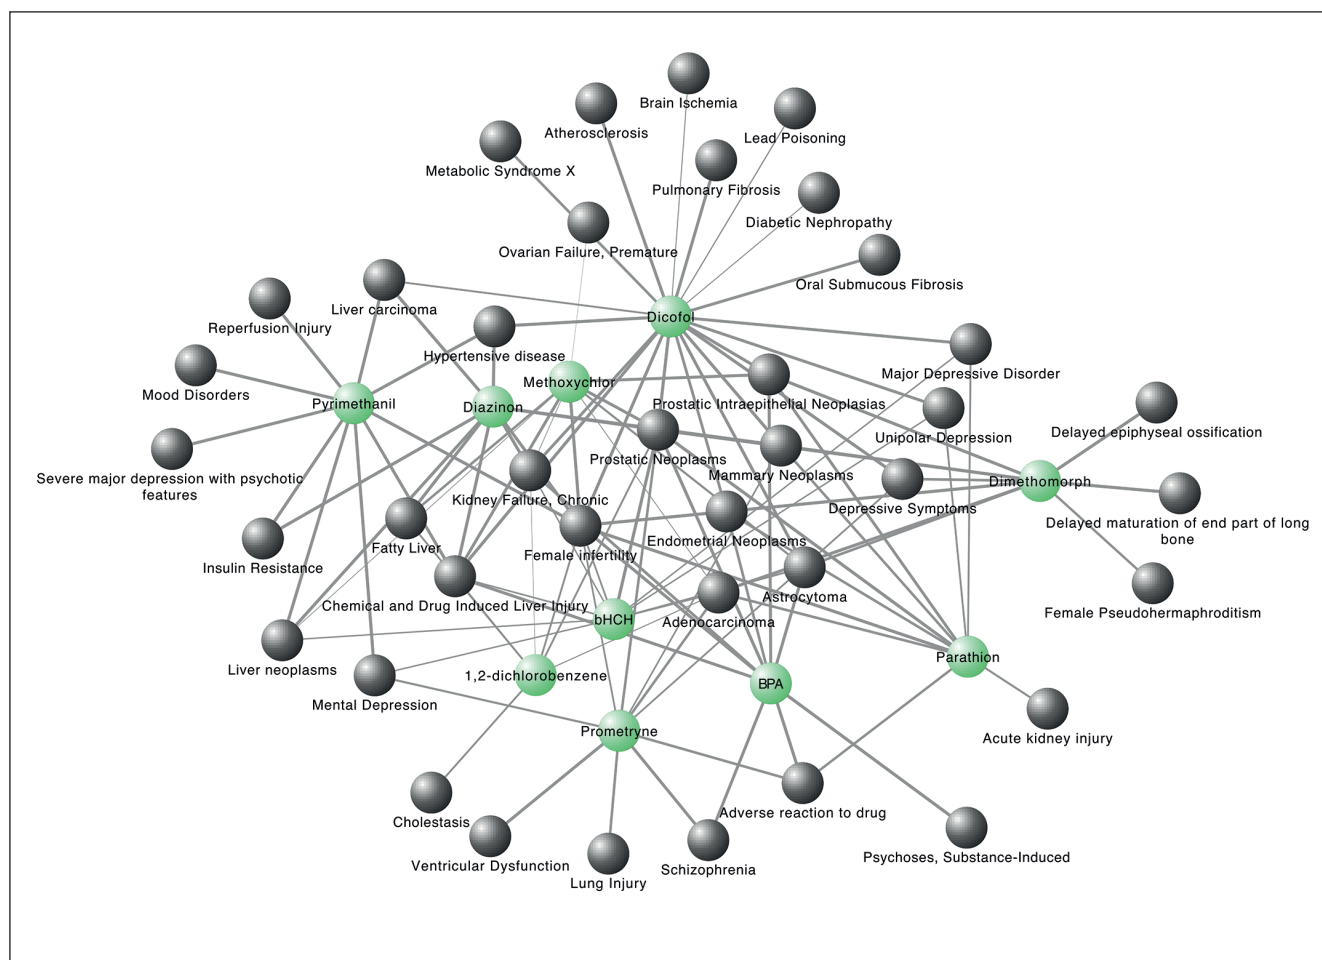 Brain Ischemia
Atherosclerosis
Lead Poisoning
Metabolic Syndrome X
Pulmonary Fibrosis
Diabetic Nephropathy
Ovarian Failure, Premature
Oral Submucous Fibrosis
Liver carcinoma
Dicofol
Reperfusion Injury
Hypertensive disease
Major Depressive Disorder
Methoxychlor
Mood Disorders
Pyrimethanil
Diazinon
Prostatic Intraepithelial Neoplasias
Delayed epiphyseal ossification
Unipolar Depression
Prostatic Neoplasms
Mammary Neoplasms
Severe major depression with psychotic
features
Dimethomorph
Kidney Failure, Chronic
Depressive Symptoms
Delayed maturation of end part of long
bone
Fatty Liver
Female infertility
Endometrial Neoplasms
Insulin Resistance
Astrocytoma
Chemical and Drug Induced Liver Injury
Female Pseudohermaphroditism
bHCH
Adenocarcinoma
Parathion
Liver neoplasms
1,2-dichlorobenzene
BPA
Mental Depression
Prometryne
Acute kidney injury
Adverse reaction to drug
Cholestasis
Psychoses, Substance-Induced
Ventricular Dysfunction
Schizophrenia
Lung Injury